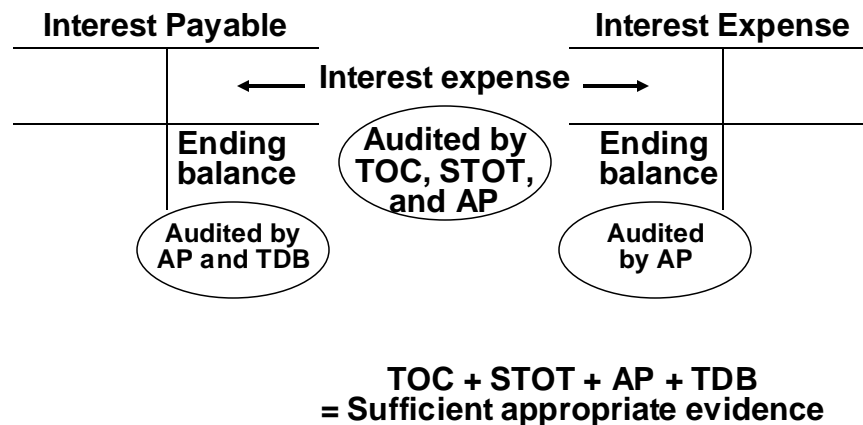 Interest Payable
Interest Expense
Interest expense
Ending
balance
Audited by
TOC, STOT,
and AP
Ending
balance
Audited by
AP and TDB
Audited
by AP
TOC + STOT + AP + TDB
= Sufficient appropriate evidence